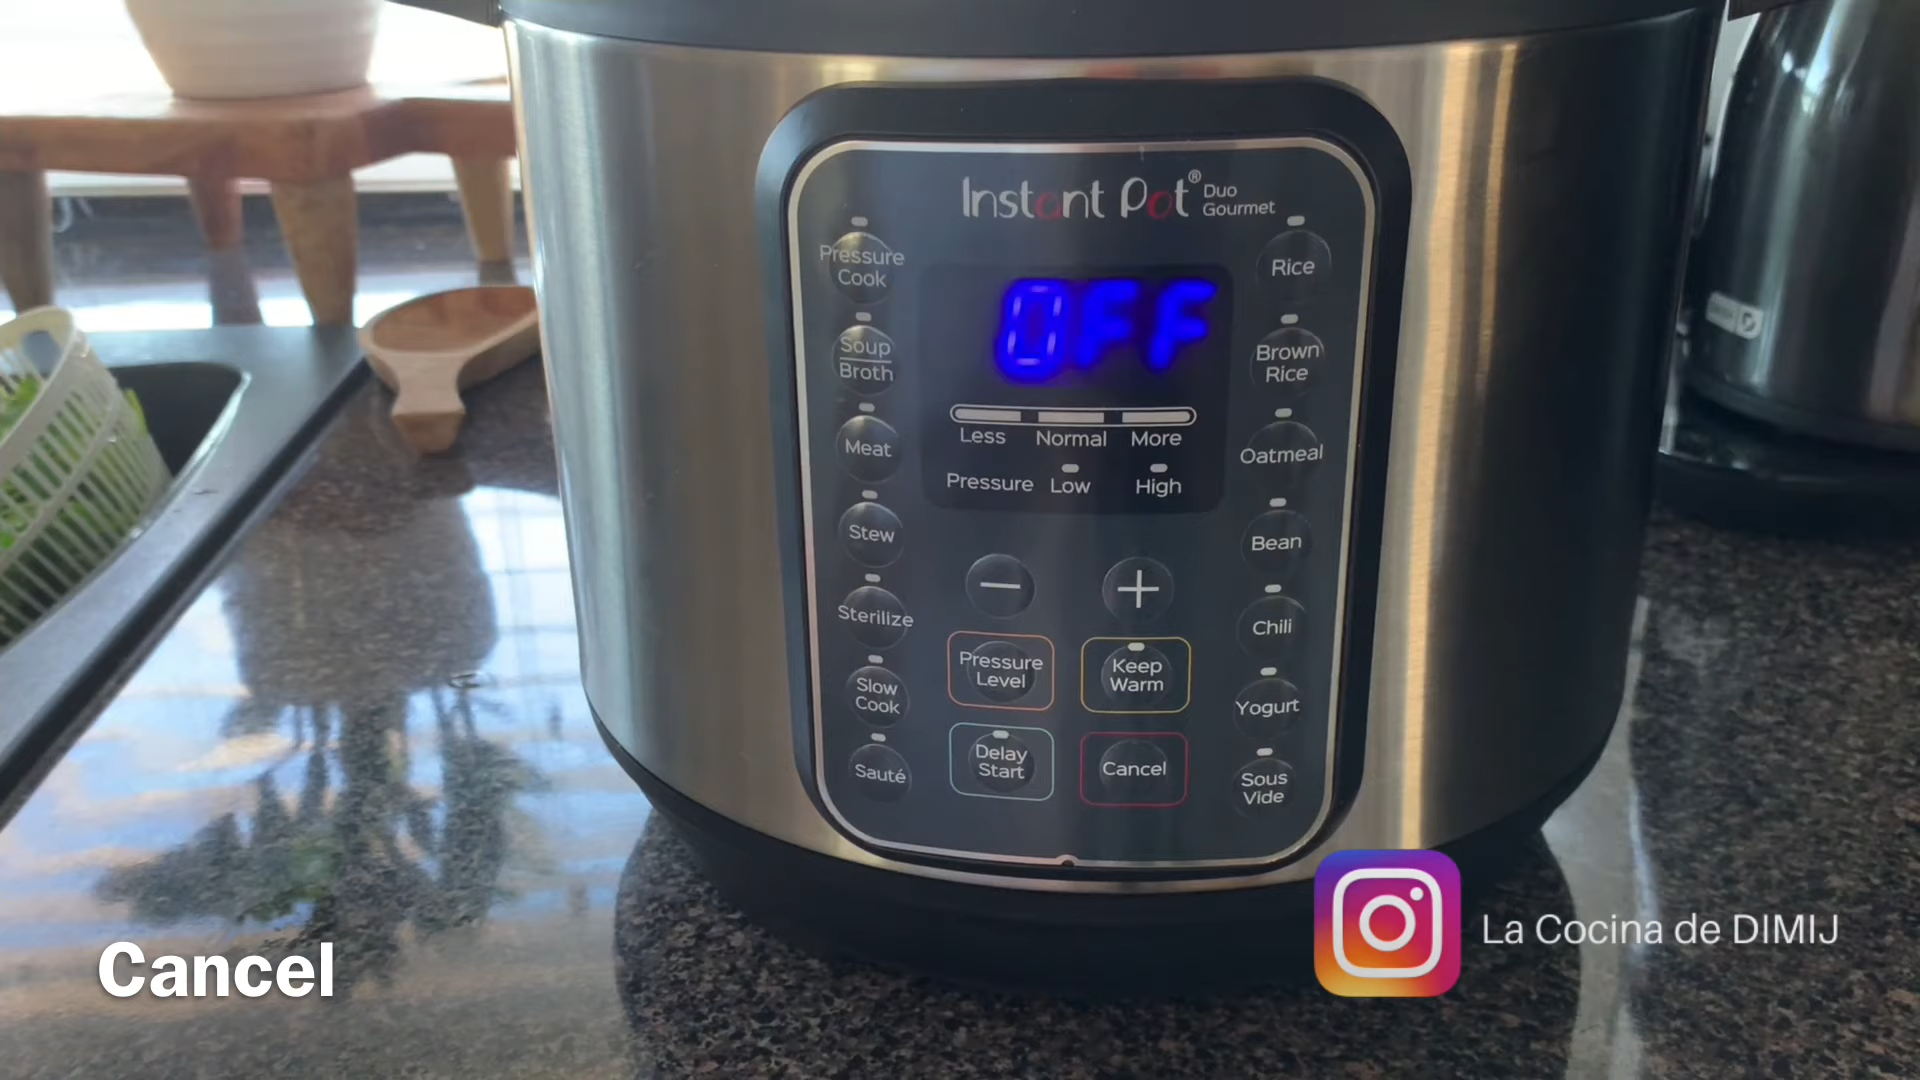 Instant Pot® Duo
Gourmet
Pressure
Cook
Soup
Broth
Meat
Stew
Sterilize
Slow
Cook
Sauté
OFF
Less Normal More
Pressure Low High
− +
Pressure
Level
Keep
Warm
Delay
Start
Cancel
Rice
Brown
Rice
Oatmeal
Bean
Chili
Yogurt
Sous
Vide
Cancel
La Cocina de DIMIJ